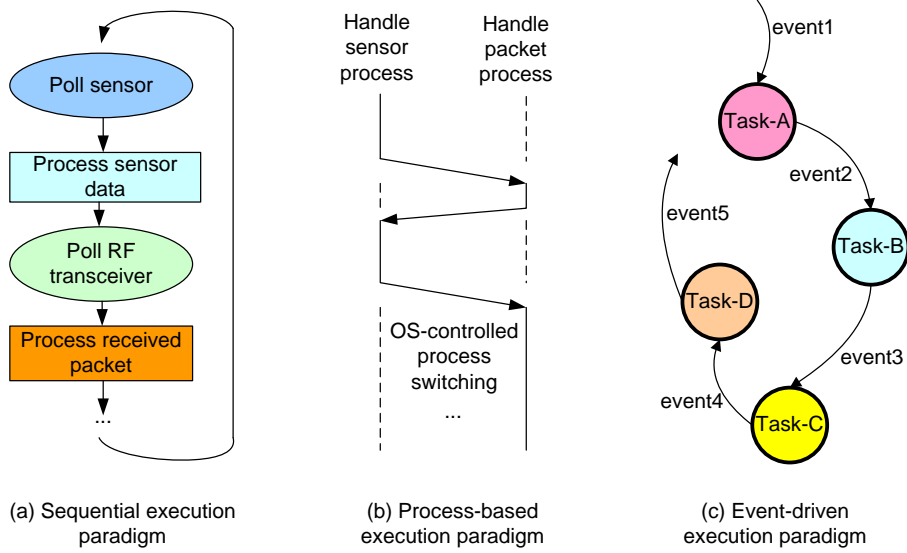 Poll sensor
Process sensor
data
Poll RF
transceiver
Process received
packet
...
(a) Sequential execution
paradigm
Handle
sensor
process
Handle
packet
process
OS-controlled
process
switching
...
(b) Process-based
execution paradigm
event1
Task-A
event2
Task-B
event3
Task-C
event4
Task-D
event5
(c) Event-driven
execution paradigm